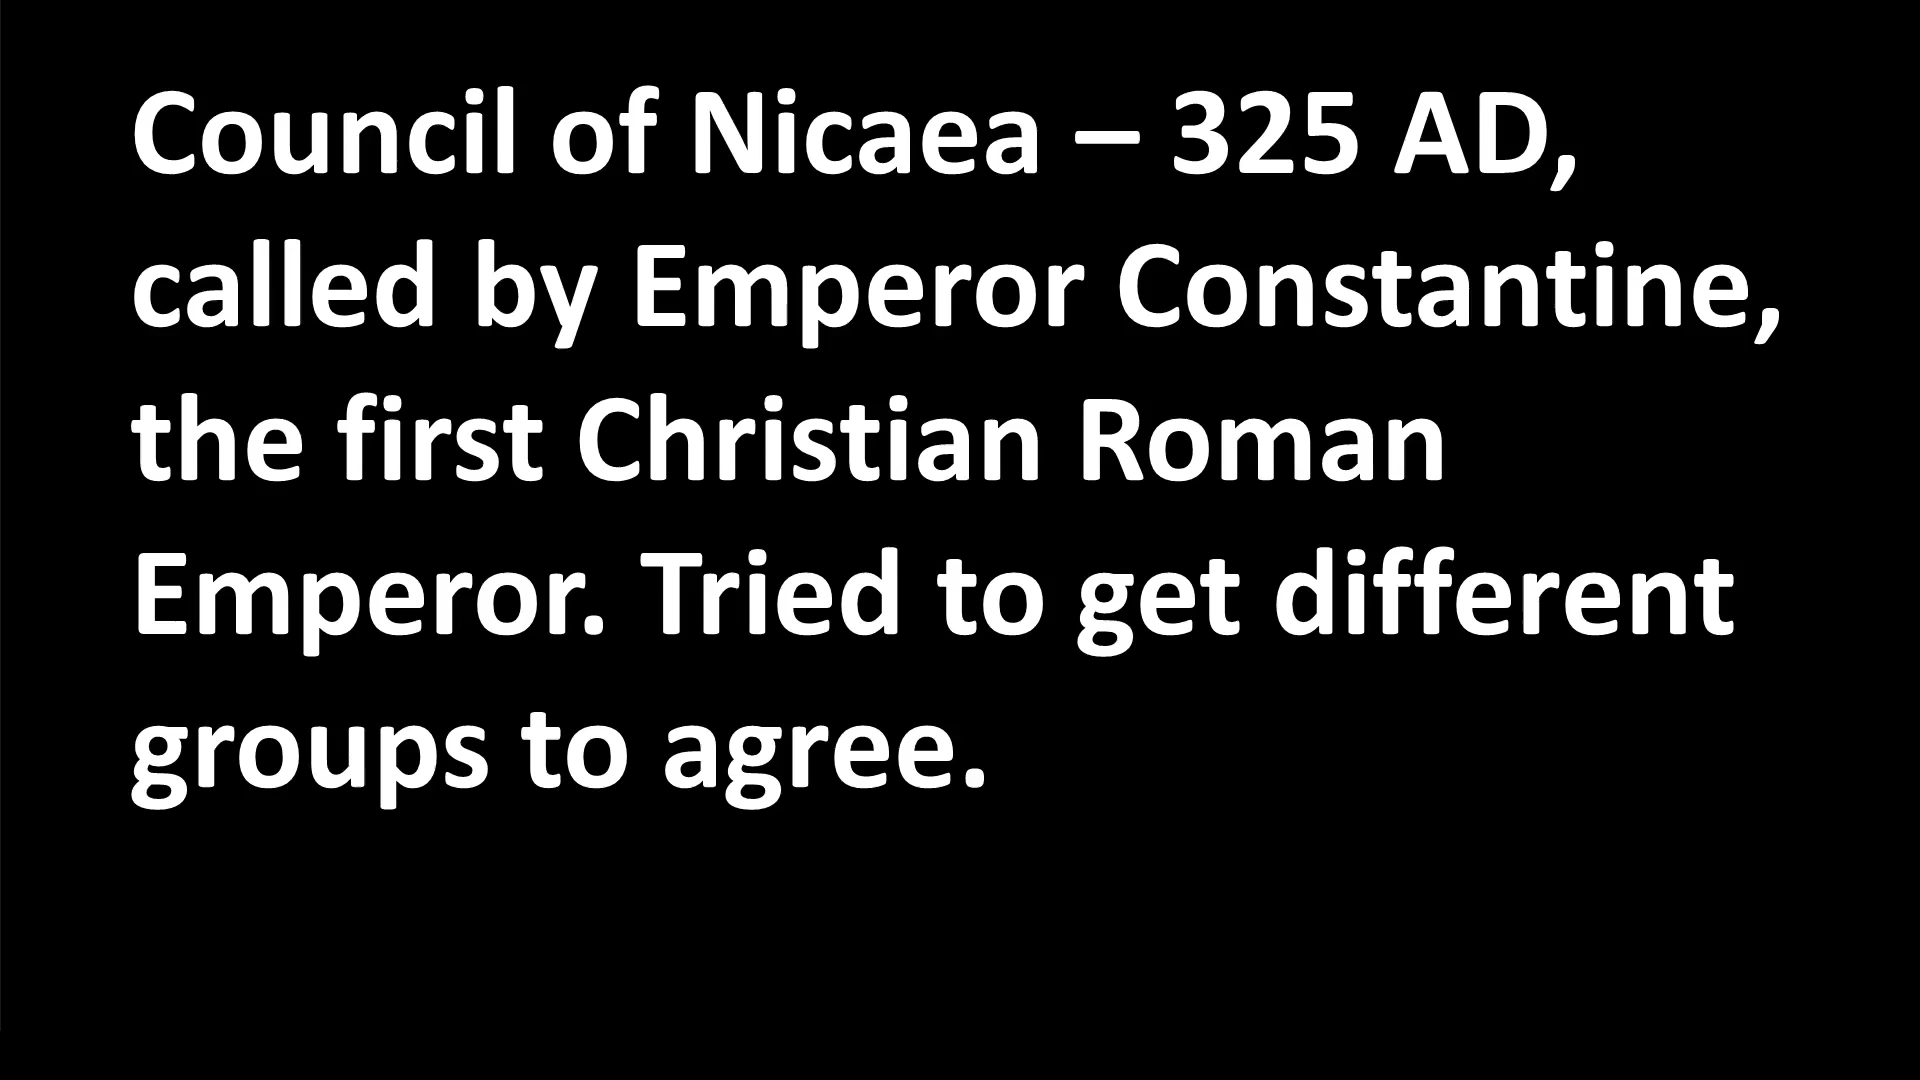 Council of Nicaea – 325 AD,
called by Emperor Constantine,
the first Christian Roman
Emperor. Tried to get different
groups to agree.